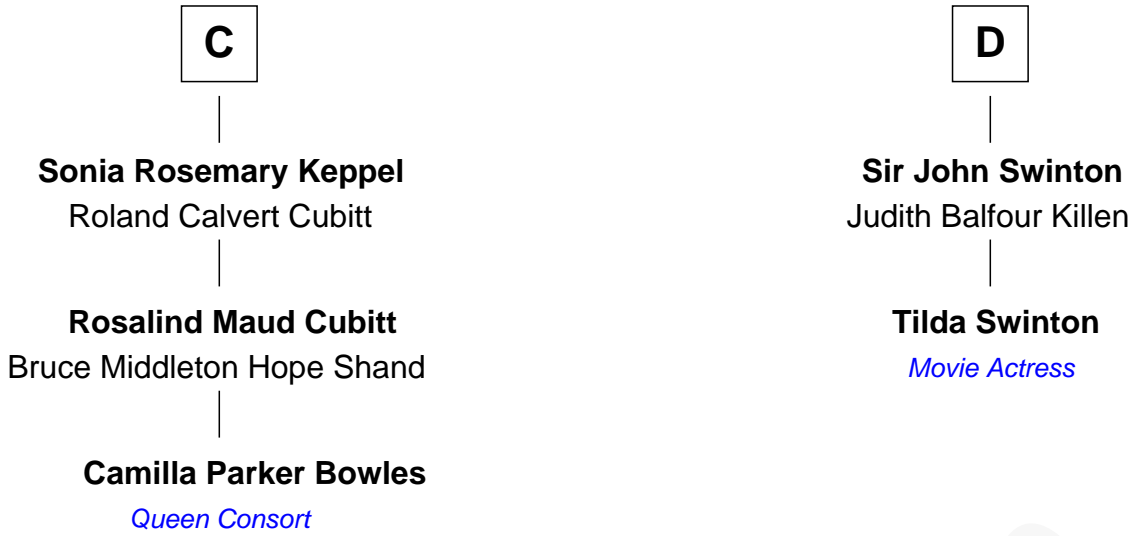 C
Sonia Rosemary Keppel
Roland Calvert Cubitt
Rosalind Maud Cubitt
Bruce Middleton Hope Shand
Camilla Parker Bowles
Queen Consort
D
Sir John Swinton
Judith Balfour Killen
Tilda Swinton
Movie Actress